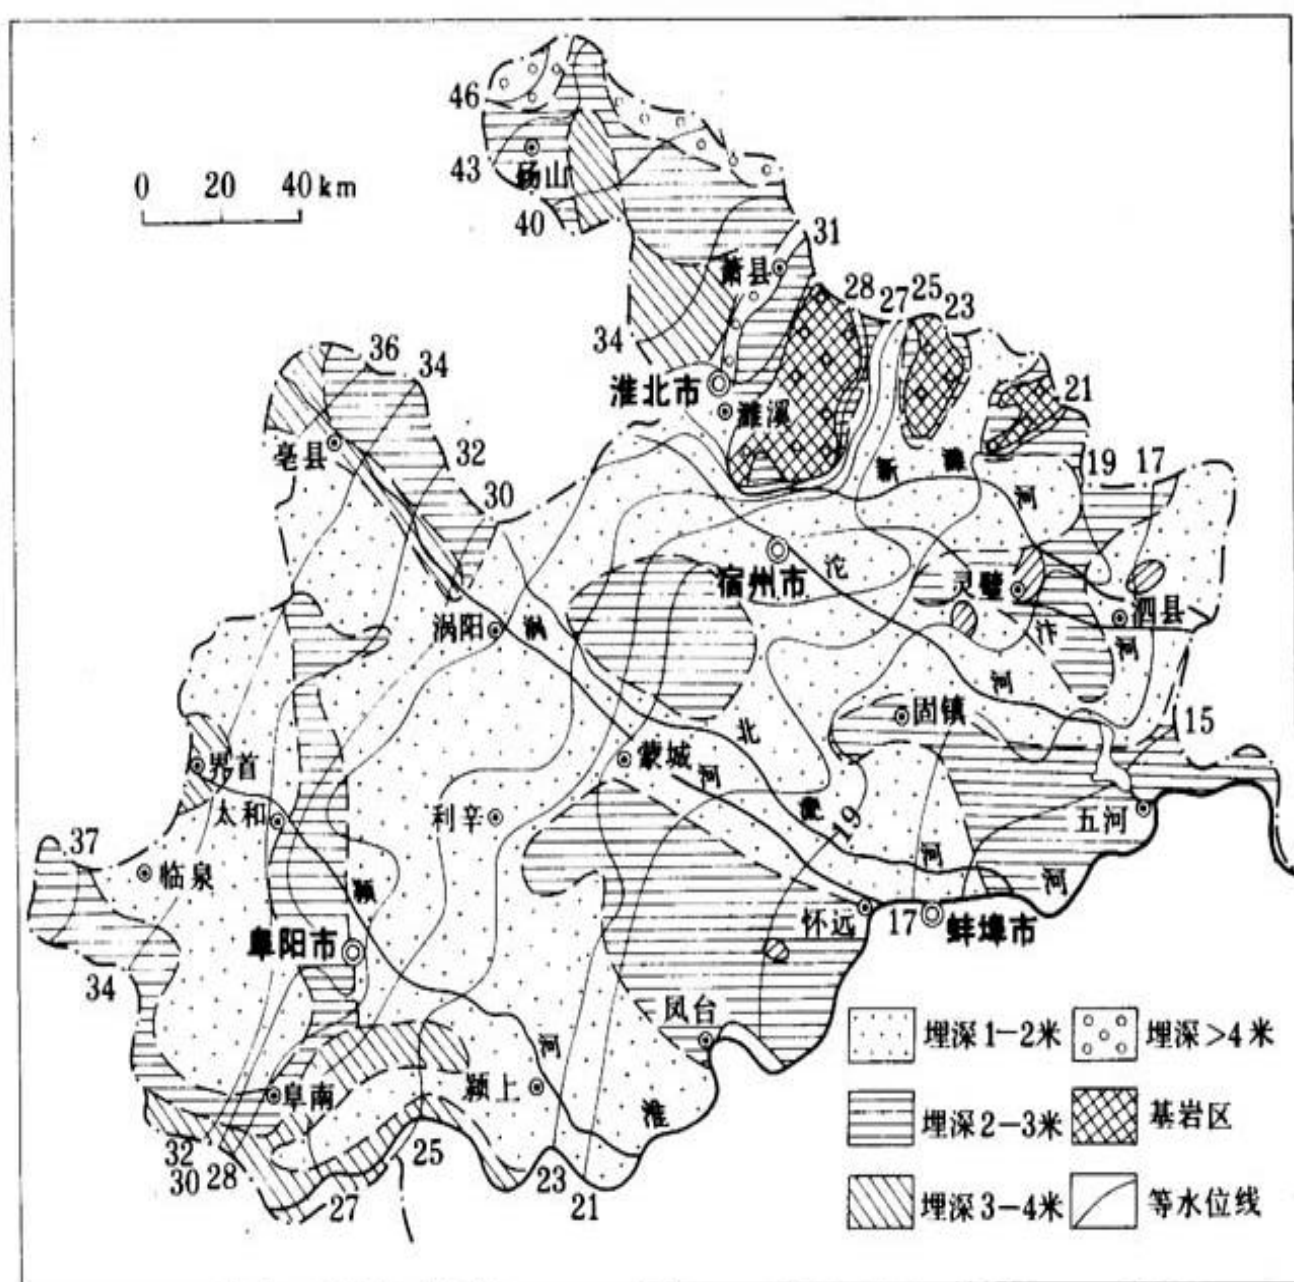 46
43
砀山
0 20 40km
40
31
萧县
28
27
25
23
34
36
34
淮北市
21
濉溪
亳县
32
新 濉 河
19
17
30
宿州市
沱 河
灵璧
泗县
涡阳
涡 河
汴 河
固镇
15
北 淝 河
界首
蒙城
太和
利辛
19
五河
37
临泉
颍 河
怀远
17
蚌埠市
阜阳市
34
凤台
淮 河
阜南
颍上
32
30
28
27
25
23
21
埋深1—2米
埋深>4米
埋深2—3米
基岩区
埋深3—4米
等水位线